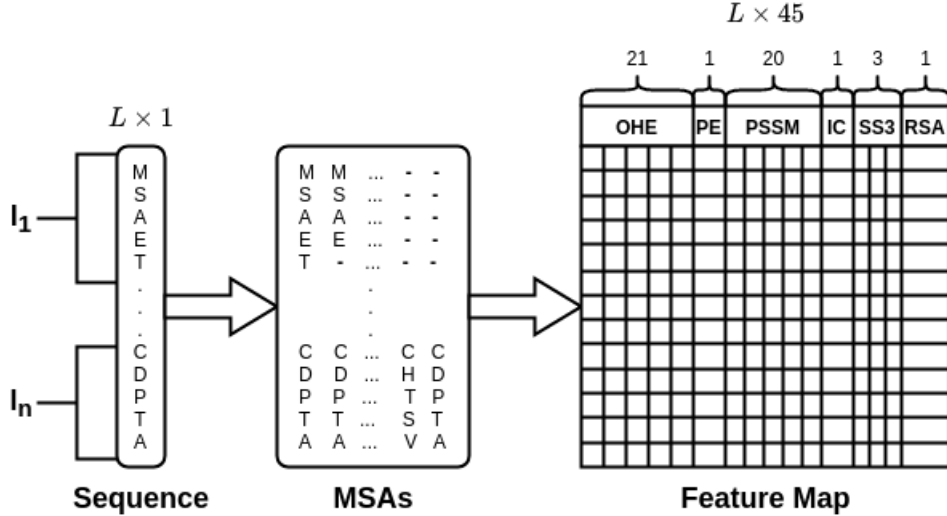 L × 45
21 1 20 1 3 1
OHE PE PSSM IC SS3 RSA
L × 1
I1
In
M
S
A
E
T
.
.
.
C
D
P
T
A
M M ... - -
S S ... - -
A A ... - -
E E ... - -
T - ... - -
.
.
.
C C ... C C
D D ... H D
P P ... T P
T T ... S T
A A ... V A
Sequence
MSAs
Feature Map